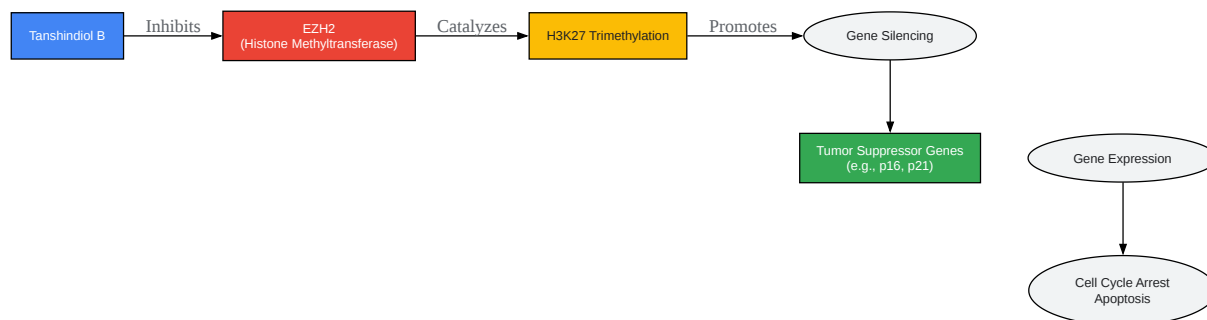 Tanshindiol B
Inhibits
EZH2
(Histone Methyltransferase)
Catalyzes
H3K27 Trimethylation
Promotes
Gene Silencing
Tumor Suppressor Genes
(e.g., p16, p21)
Gene Expression
Cell Cycle Arrest
Apoptosis